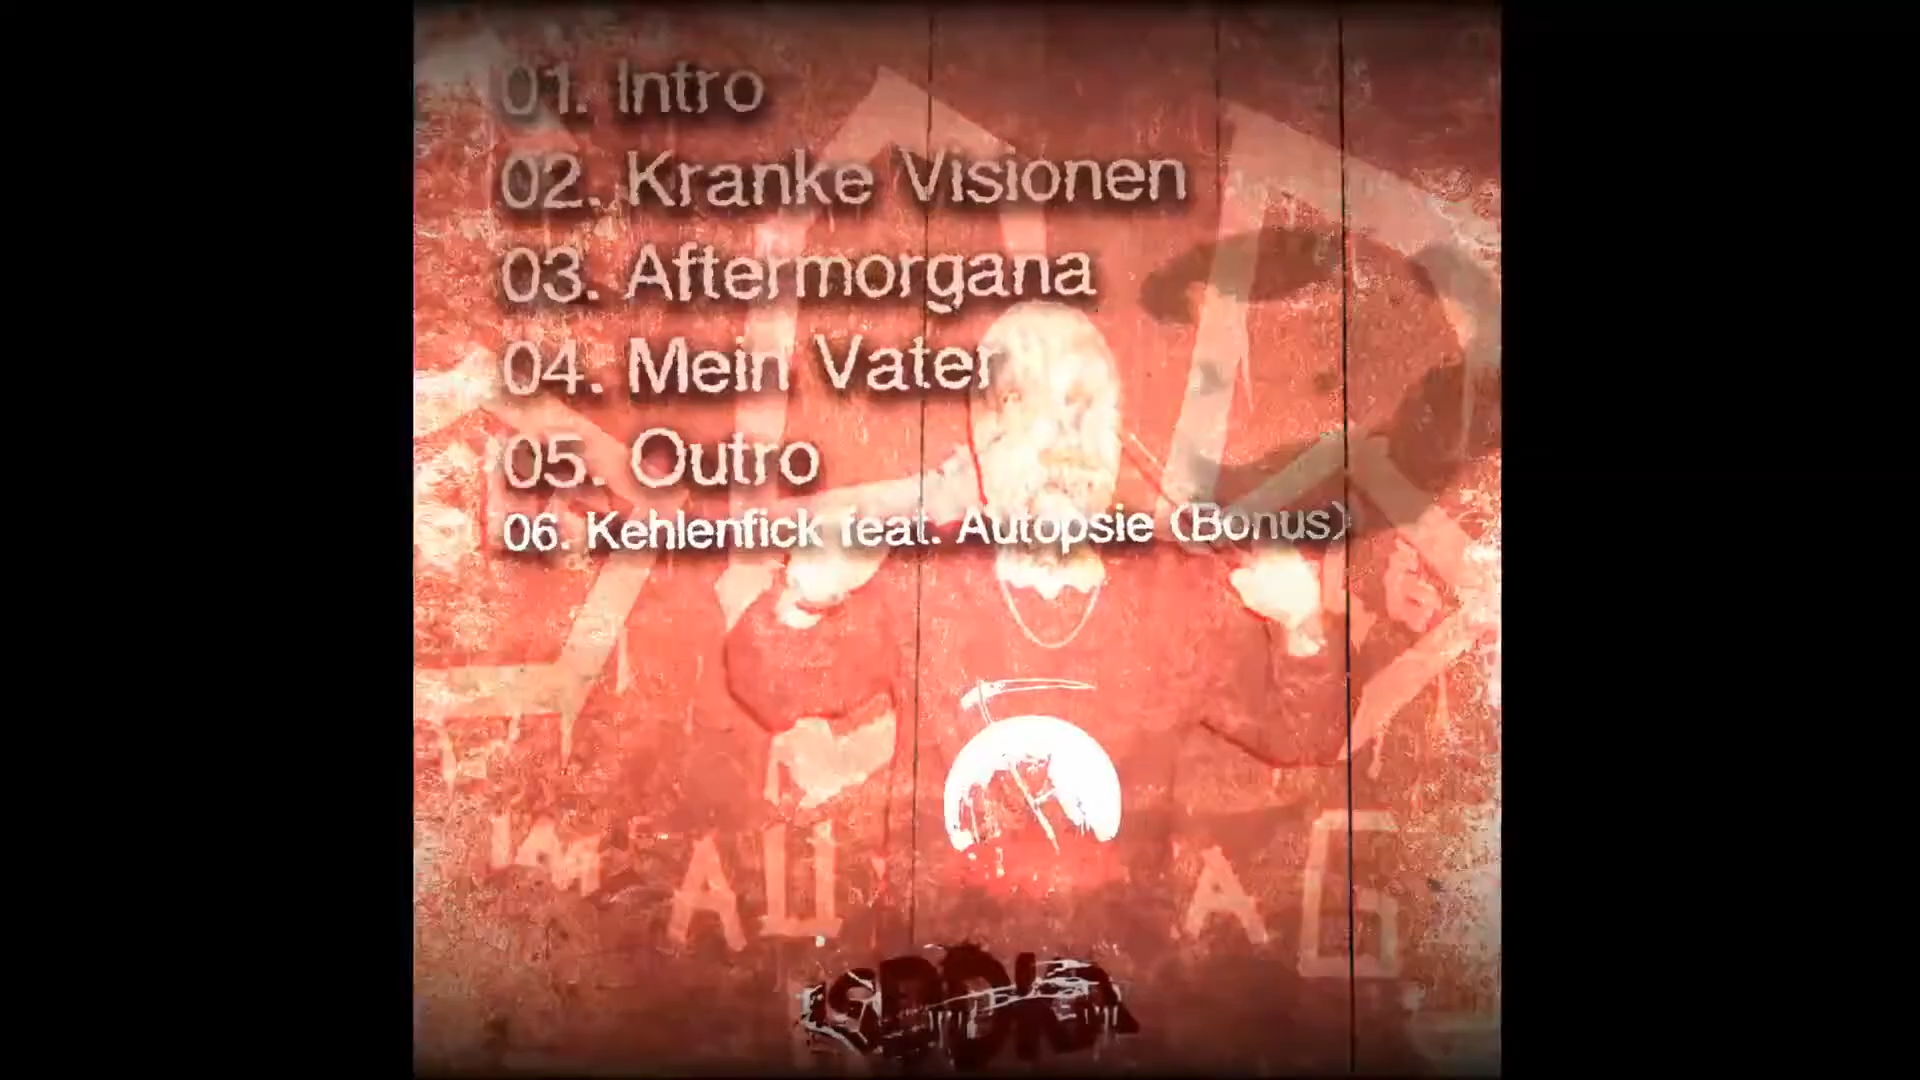 01. Intro
02. Kranke Visionen
03. Aftermorgana
04. Mein Vater
05. Outro
06. Kehlenfick feat. Autopsie (Bonus)